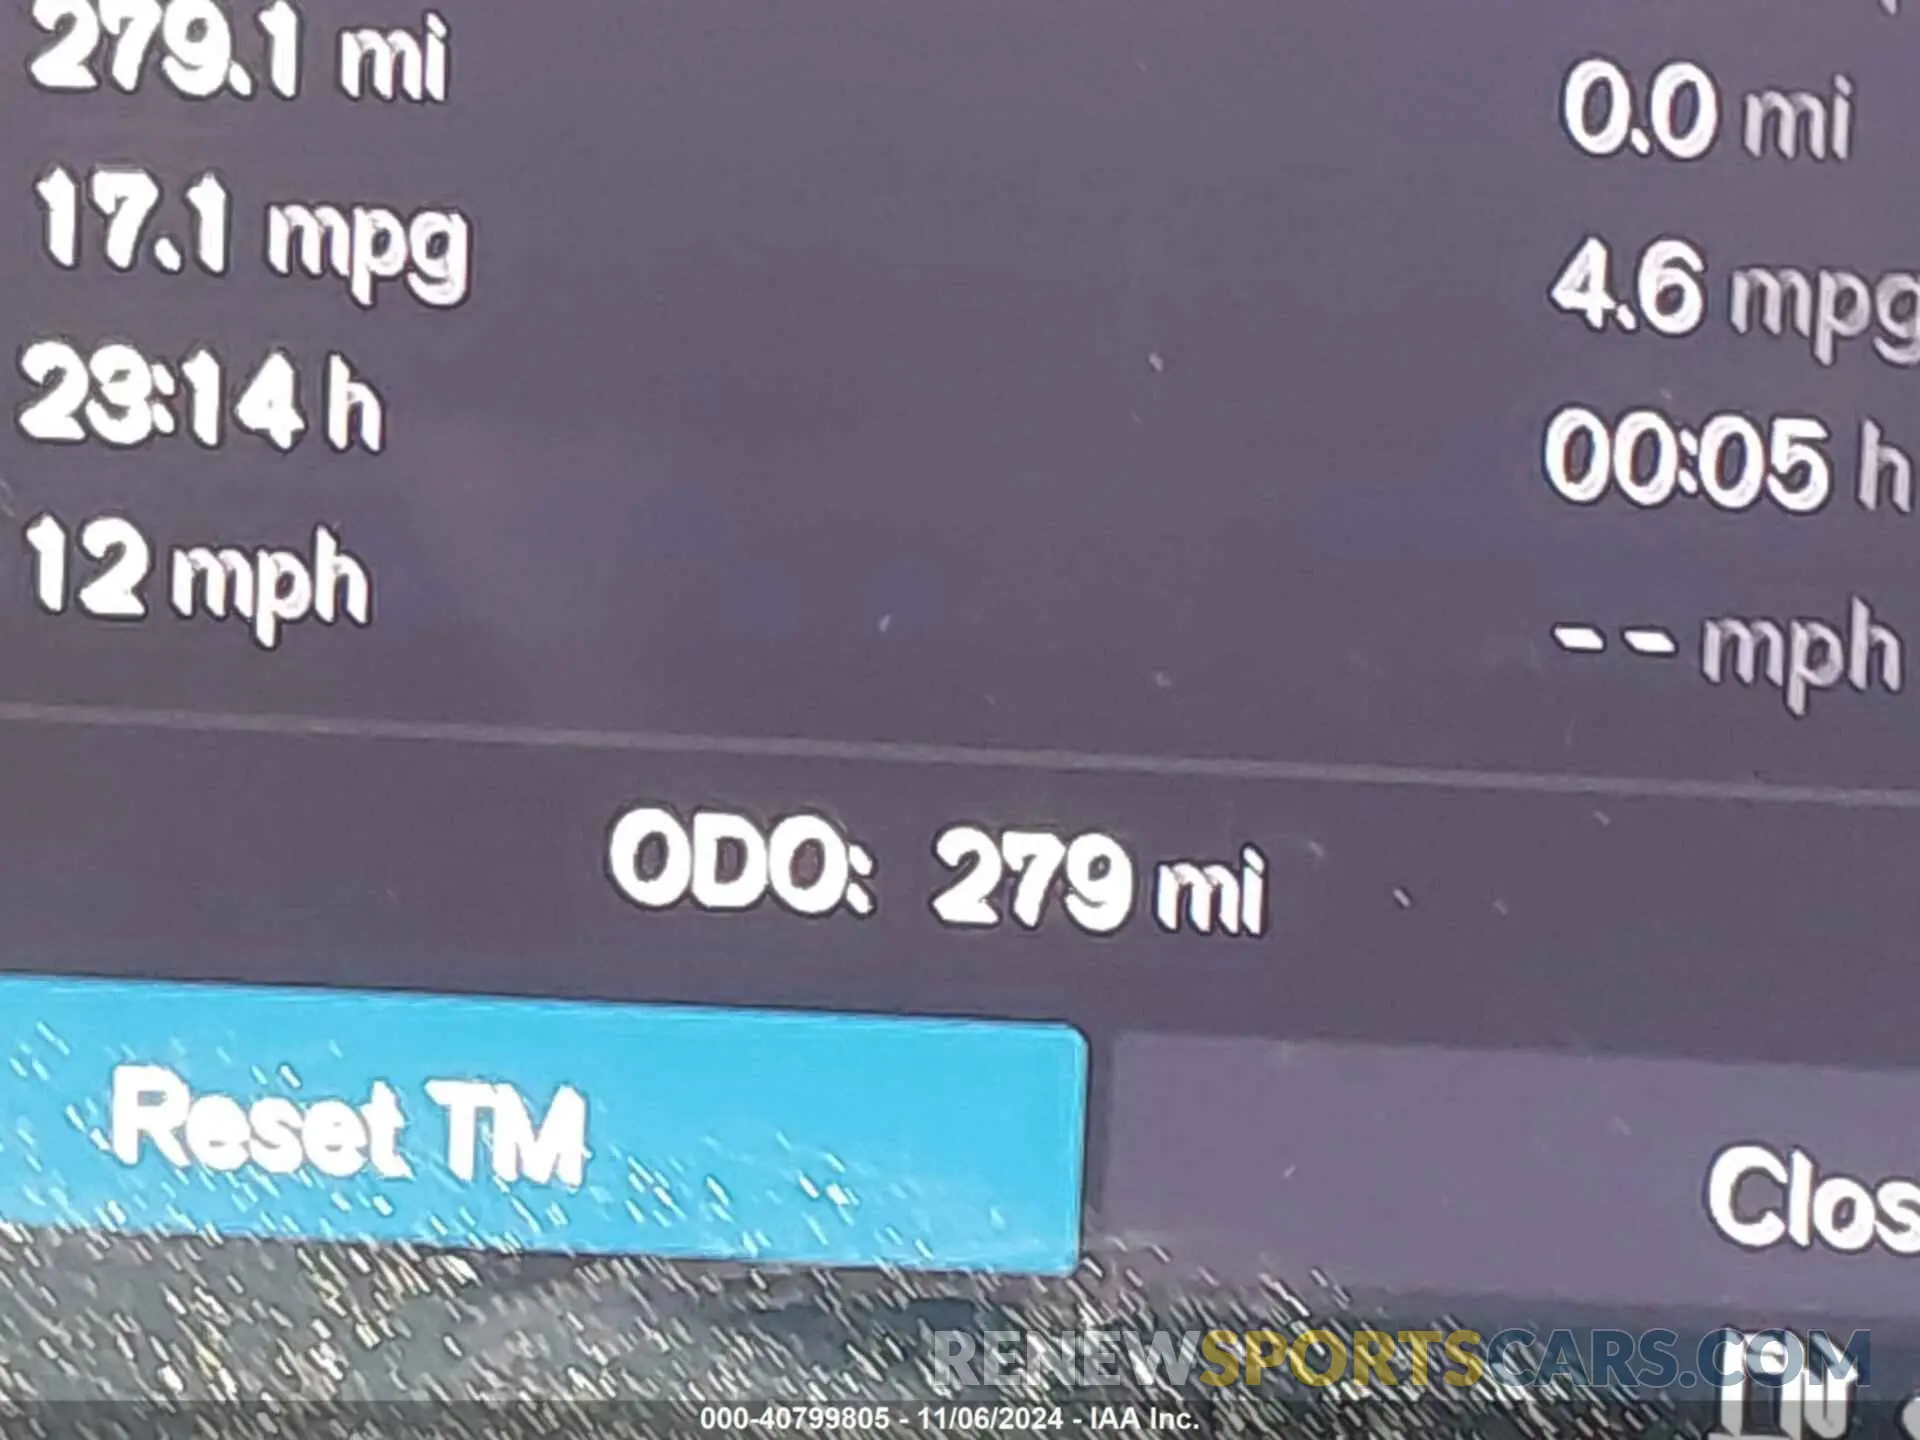 279.1 mi
0.0 mi
17.1 mpg
4.6 mpg
23:14 h
00:05 h
12 mph
-- mph
ODO: 279 mi
Reset TM
Clos
RENEWSPORTSCARS.COM
000-40799805 - 11/06/2024 - IAA Inc.